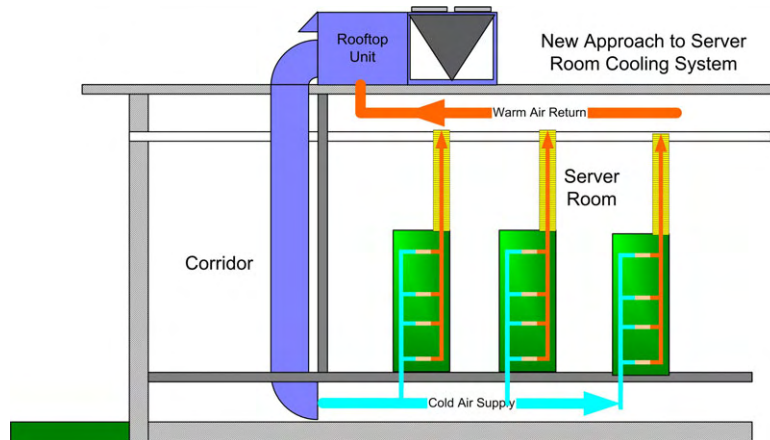 Rooftop
Unit
New Approach to Server
Room Cooling System
Warm Air Return
Server
Room
Corridor
Cold Air Supply